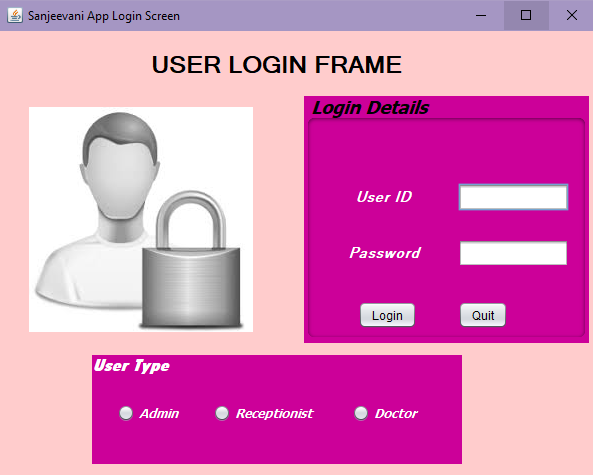 Sanjeevani App Login Screen
USER LOGIN FRAME
Login Details
User ID
Password
Login Quit
User Type
Admin Receptionist Doctor